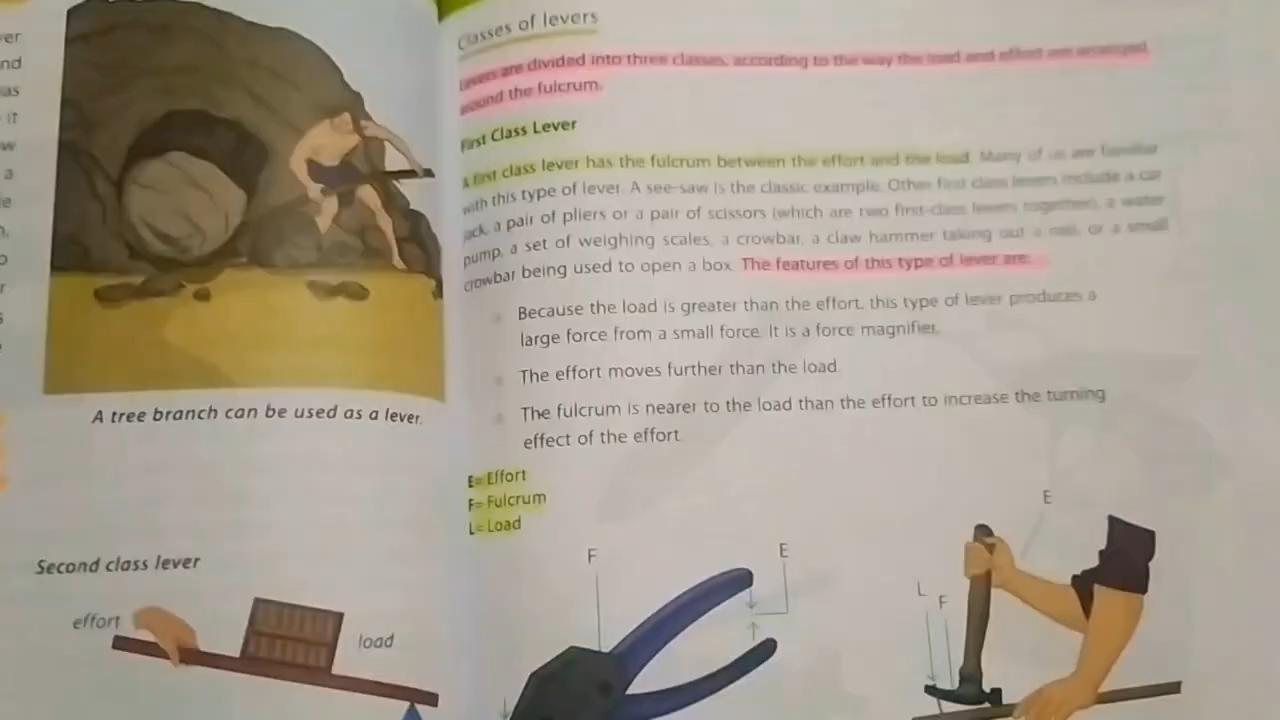 ver
nd
as
it
w
a
A tree branch can be used as a lever.
Second class lever
effort
load
Classes of levers
Levers are divided into three classes, according to the way the load and effort are arranged
around the fulcrum.
First Class Lever
A first class lever has the fulcrum between the effort and the load. Many of us are familiar
with this type of lever. A see-saw is the classic example. Other first class levers include a car
jack, a pair of pliers or a pair of scissors (which are two first-class levers together), a water
pump, a set of weighing scales, a crowbar, a claw hammer taking out a nail, or a small
crowbar being used to open a box. The features of this type of lever are:
Because the load is greater than the effort, this type of lever produces a
large force from a small force. It is a force magnifier.
The effort moves further than the load.
The fulcrum is nearer to the load than the effort to increase the turning
effect of the effort.
E= Effort
F= Fulcrum
L= Load
F
E
E
L
F